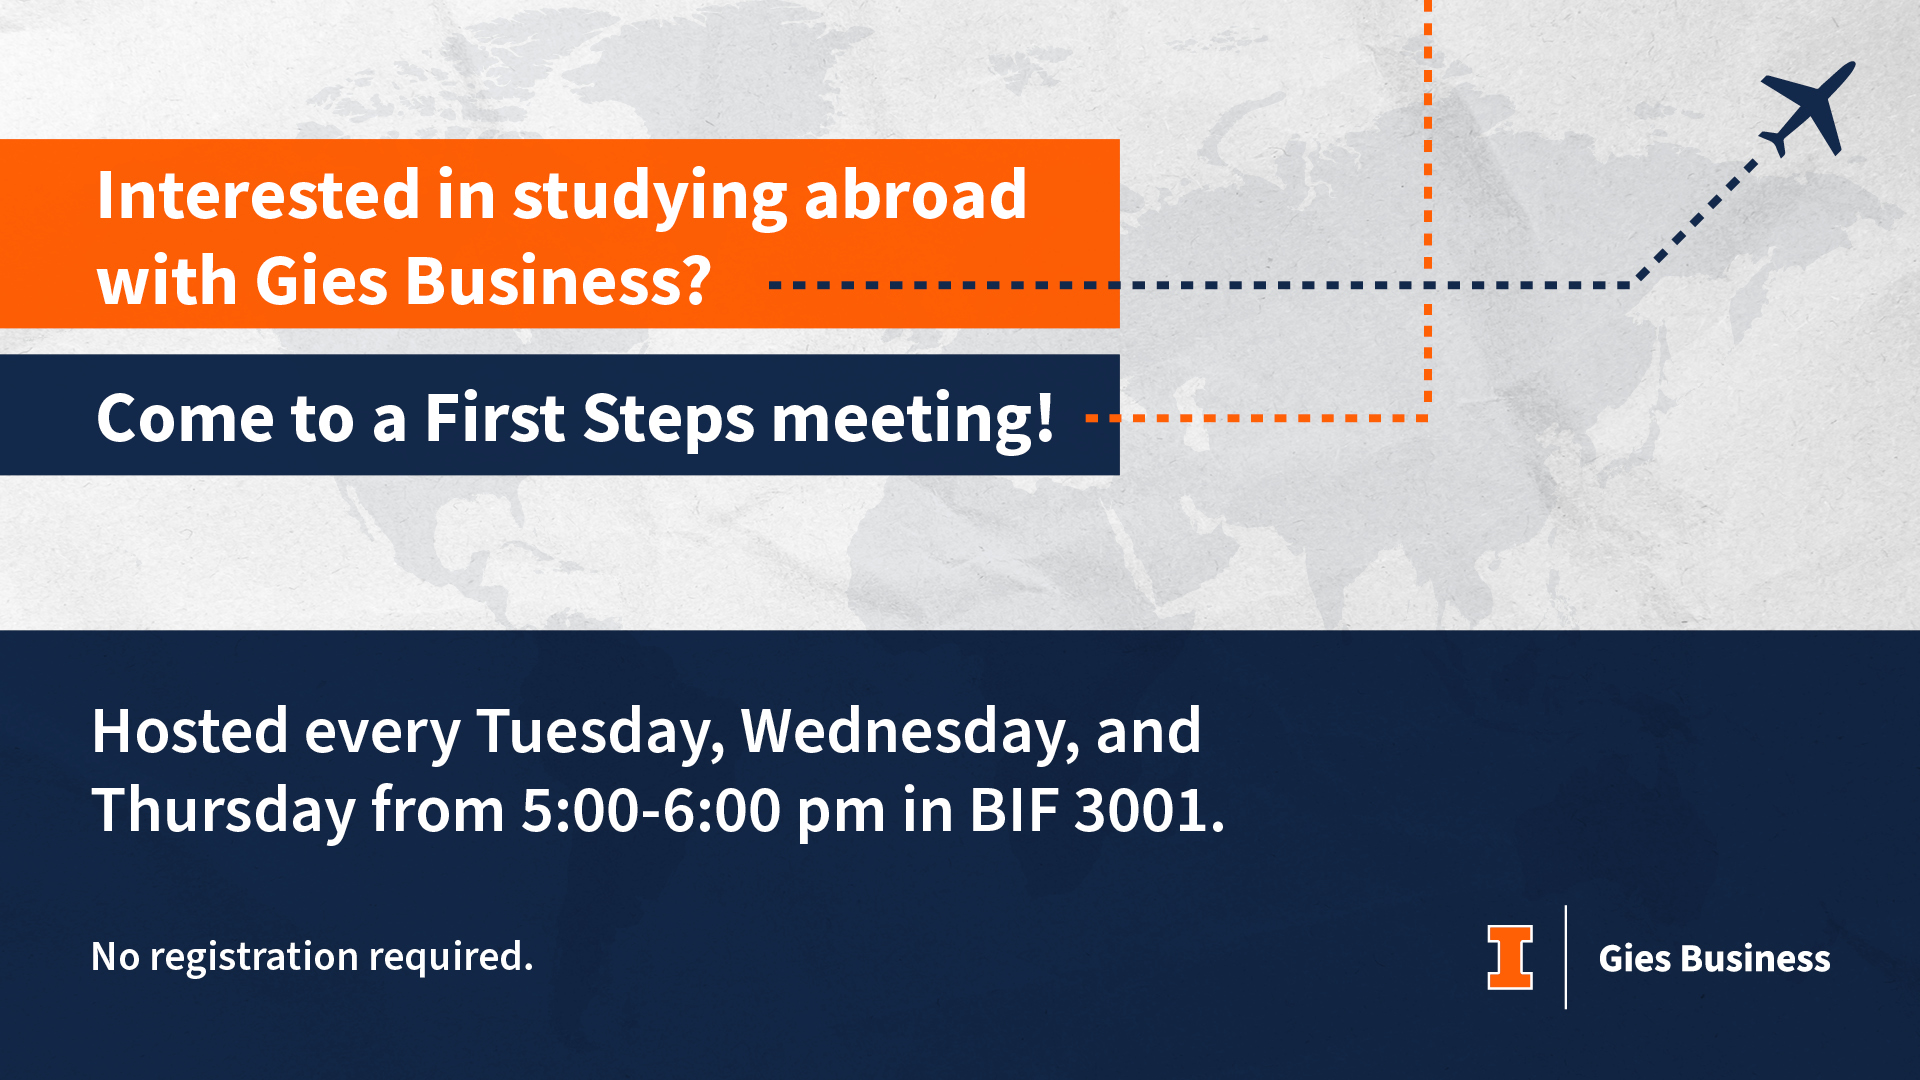 Interested in studying abroad
with Gies Business?
Come to a First Steps meeting!
Hosted every Tuesday, Wednesday, and
Thursday from 5:00-6:00 pm in BIF 3001.
No registration required.
I
Gies Business